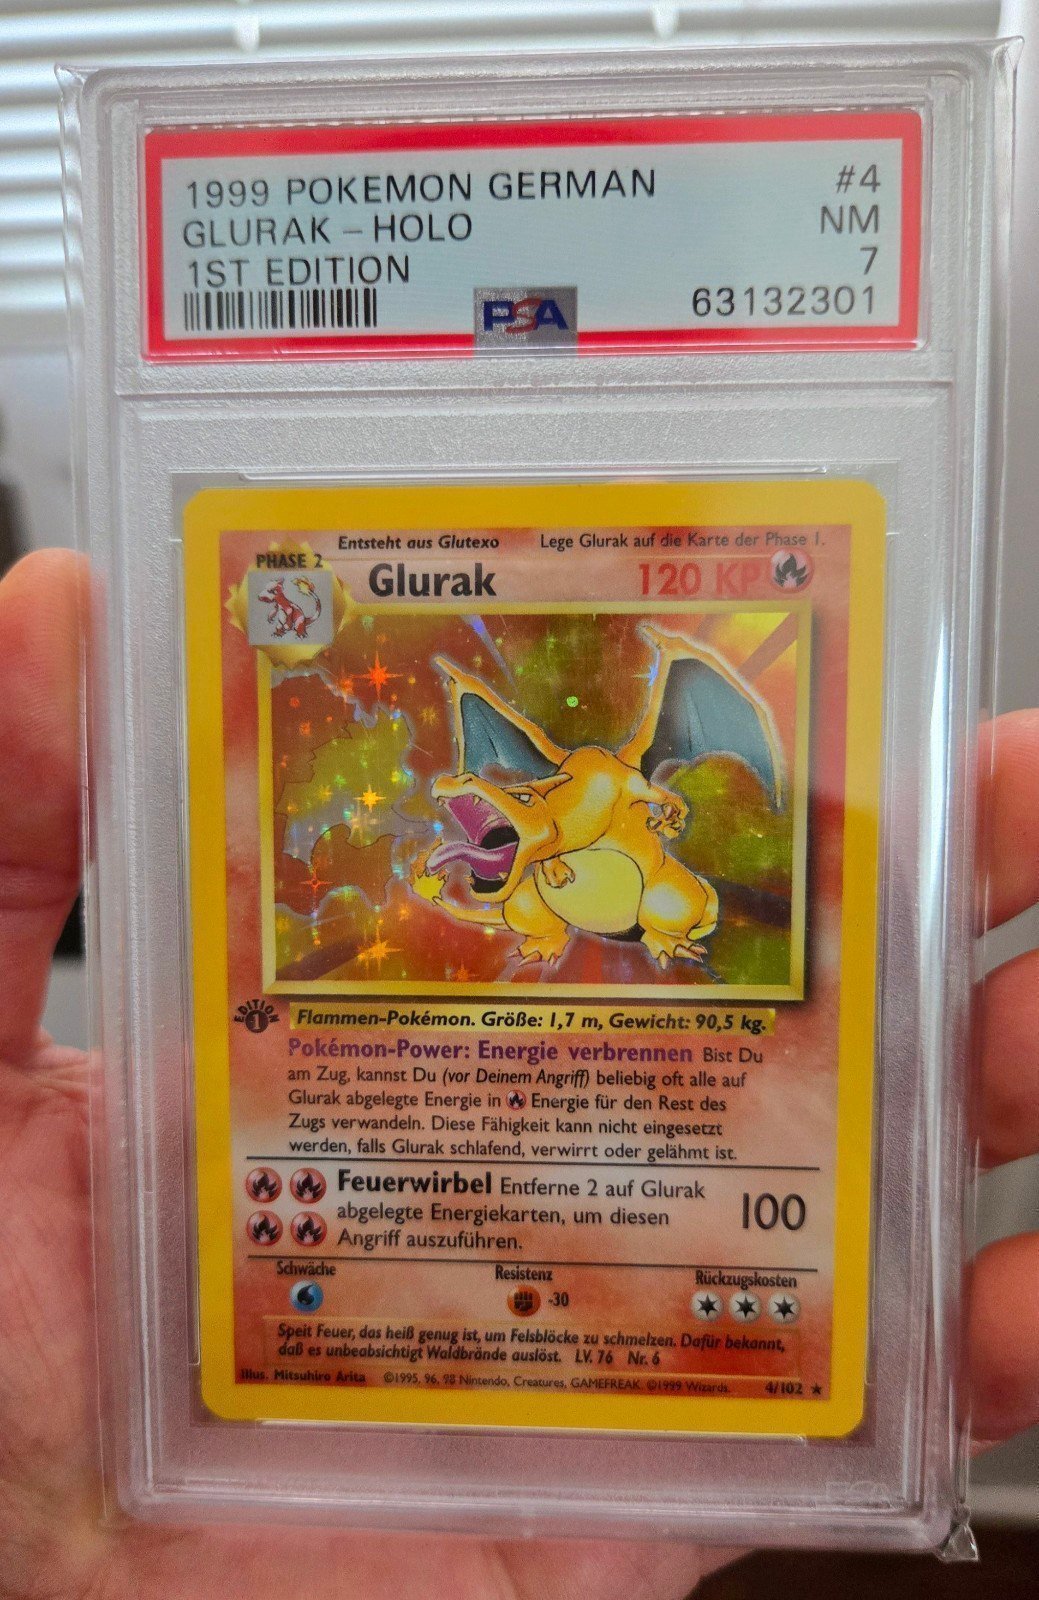 1999 POKEMON GERMAN #4
GLURAK - HOLO NM
1ST EDITION 7
PSA 63132301
Entsteht aus Glutexo Lege Glurak auf die Karte der Phase 1.
PHASE 2
Glurak 120 KP
EDITION 1
Flammen-Pokémon. Größe: 1,7 m, Gewicht: 90,5 kg.
Pokémon-Power: Energie verbrennen Bist Du
am Zug, kannst Du (vor Deinem Angriff) beliebig oft alle auf
Glurak abgelegte Energie in Energie für den Rest des
Zugs verwandeln. Diese Fähigkeit kann nicht eingesetzt
werden, falls Glurak schlafend, verwirrt oder gelähmt ist.
Feuerwirbel Entferne 2 auf Glurak
abgelegte Energiekarten, um diesen 100
Angriff auszuführen.
Schwäche Resistenz Rückzugskosten
-30
Speit Feuer, das heiß genug ist, um Felsblöcke zu schmelzen. Dafür bekannt,
daß es unbeabsichtigt Waldbrände auslöst. LV. 76 Nr. 6
Illus. Mitsuhiro Arita ©1995, 96, 98 Nintendo, Creatures, GAMEFREAK. ©1999 Wizards. 4/102 ★
PSA